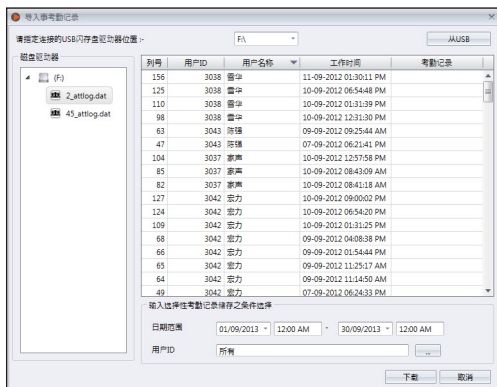 导入事考勤记录
请指定连接的USB闪存盘驱动器位置 :- F:\ 从USB
磁盘驱动器
(F:)
2_attlog.dat
45_attlog.dat
列号 用户ID 用户名称 工作时间 考勤记录
156 3038 雪华 11-09-2012 01:30:11 PM
125 3038 雪华 10-09-2012 06:54:48 PM
110 3038 雪华 10-09-2012 01:31:39 PM
98 3038 雪华 10-09-2012 12:31:30 PM
63 3043 陈锦 09-09-2012 09:25:44 AM
47 3043 陈锦 07-09-2012 06:21:41 PM
104 3037 豪声 10-09-2012 12:57:58 PM
85 3037 豪声 10-09-2012 08:43:09 AM
82 3037 豪声 10-09-2012 08:41:18 AM
127 3042 宏力 10-09-2012 09:00:02 PM
124 3042 宏力 10-09-2012 06:54:20 PM
109 3042 宏力 10-09-2012 01:31:25 PM
68 3042 宏力 09-09-2012 04:08:38 PM
66 3042 宏力 09-09-2012 01:54:44 PM
65 3042 宏力 09-09-2012 11:25:17 AM
64 3042 宏力 09-09-2012 11:14:50 AM
49 3042 宏力 07-09-2012 06:24:33 PM
输入选择性考勤记录储存之条件选择
日期范围 01/09/2013 12:00 AM - 30/09/2013 12:00 AM
用户ID 所有 ..
下载 取消